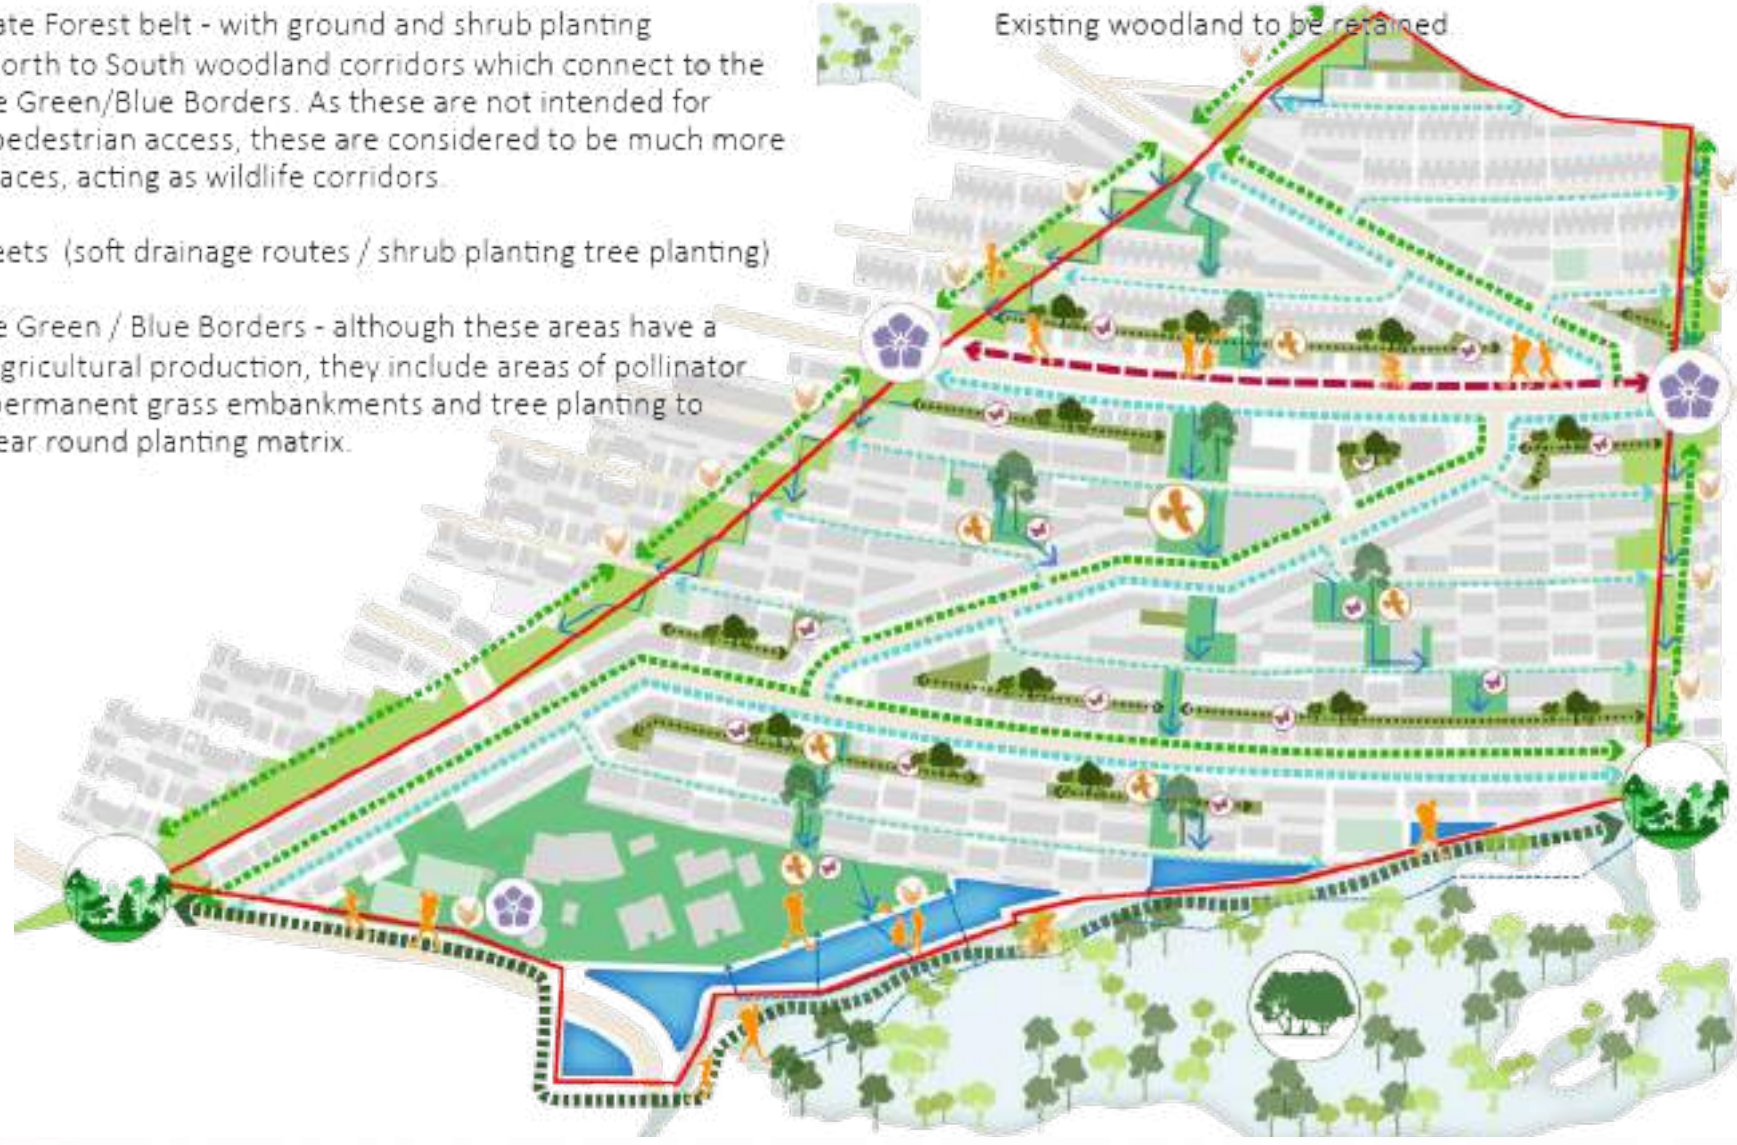 ate Forest belt - with ground and shrub planting
orth to South woodland corridors which connect to the
e Green/Blue Borders. As these are not intended for
pedestrian access, these are considered to be much more
aces, acting as wildlife corridors.
eets (soft drainage routes / shrub planting tree planting)
e Green / Blue Borders - although these areas have a
gricultural production, they include areas of pollinator
permanent grass embankments and tree planting to
ear round planting matrix.
Existing woodland to be retained